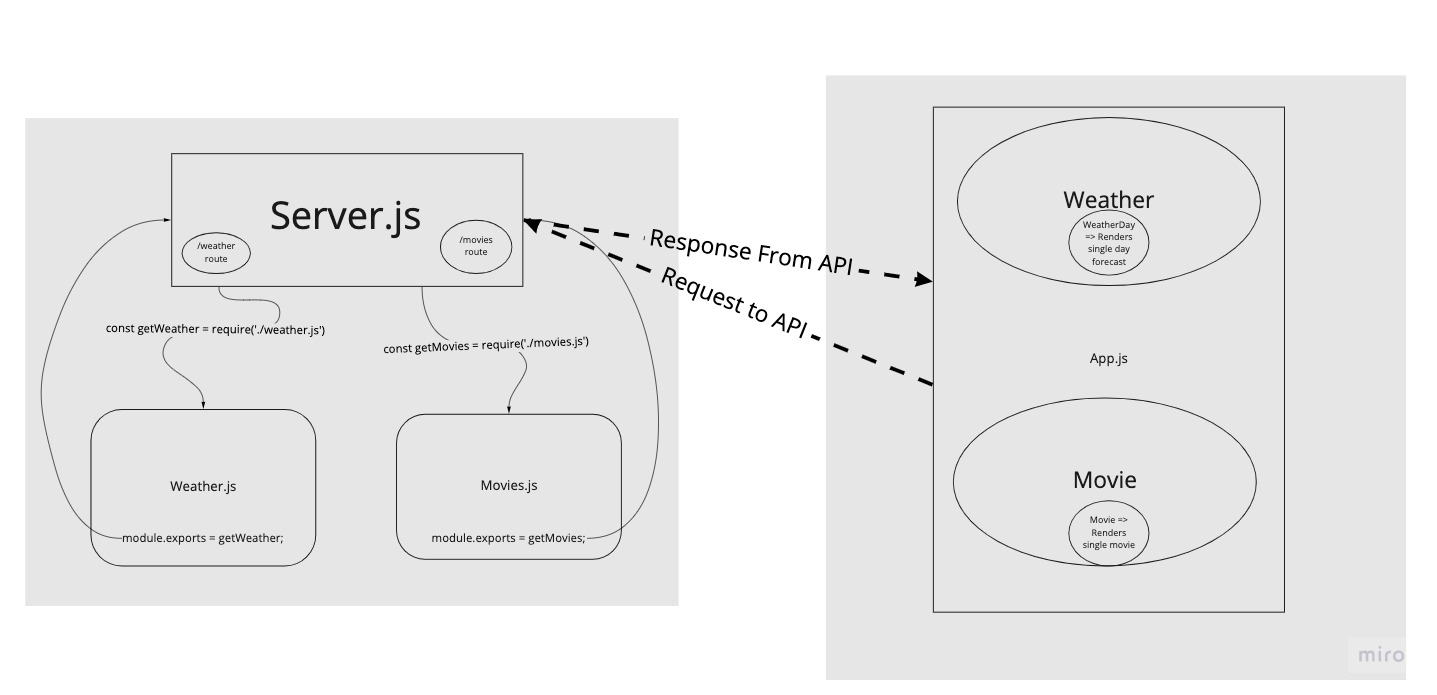 Server.js
/weather
route
/movies
route
const getWeather = require('./weather.js')
const getMovies = require('./movies.js')
Weather.js
module.exports = getWeather;
Movies.js
module.exports = getMovies;
Response From API
Request to API
Weather
WeatherDay
=> Renders
single day
forecast
App.js
Movie
Movie =>
Renders
single movie
miro